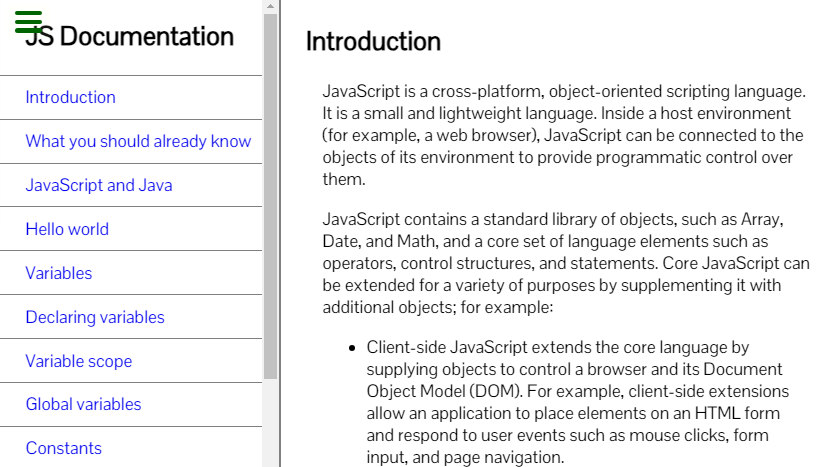 JS Documentation
Introduction
What you should already know
JavaScript and Java
Hello world
Variables
Declaring variables
Variable scope
Global variables
Constants
Introduction
JavaScript is a cross-platform, object-oriented scripting language.
It is a small and lightweight language. Inside a host environment
(for example, a web browser), JavaScript can be connected to the
objects of its environment to provide programmatic control over
them.
JavaScript contains a standard library of objects, such as Array,
Date, and Math, and a core set of language elements such as
operators, control structures, and statements. Core JavaScript can
be extended for a variety of purposes by supplementing it with
additional objects; for example:
• Client-side JavaScript extends the core language by
supplying objects to control a browser and its Document
Object Model (DOM). For example, client-side extensions
allow an application to place elements on an HTML form
and respond to user events such as mouse clicks, form
input, and page navigation.